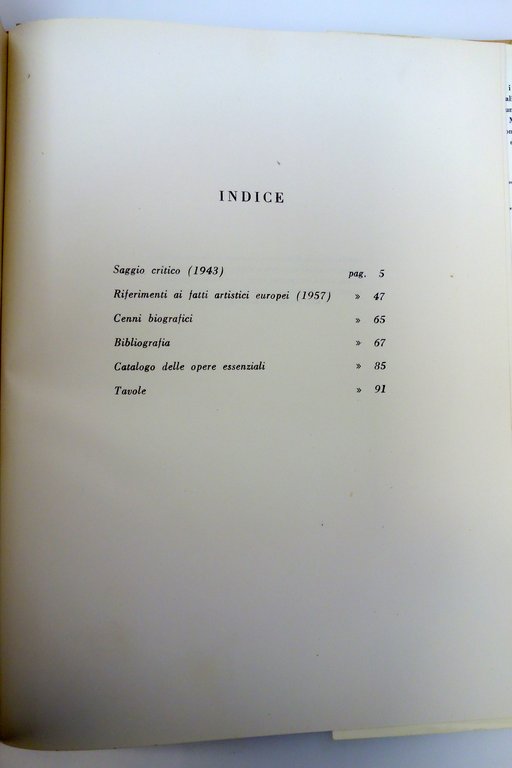 INDICE
Saggio critico (1943) pag. 5
Riferimenti ai fatti artistici europei (1957) » 47
Cenni biografici » 65
Bibliografia » 67
Catalogo delle opere essenziali » 85
Tavole » 91